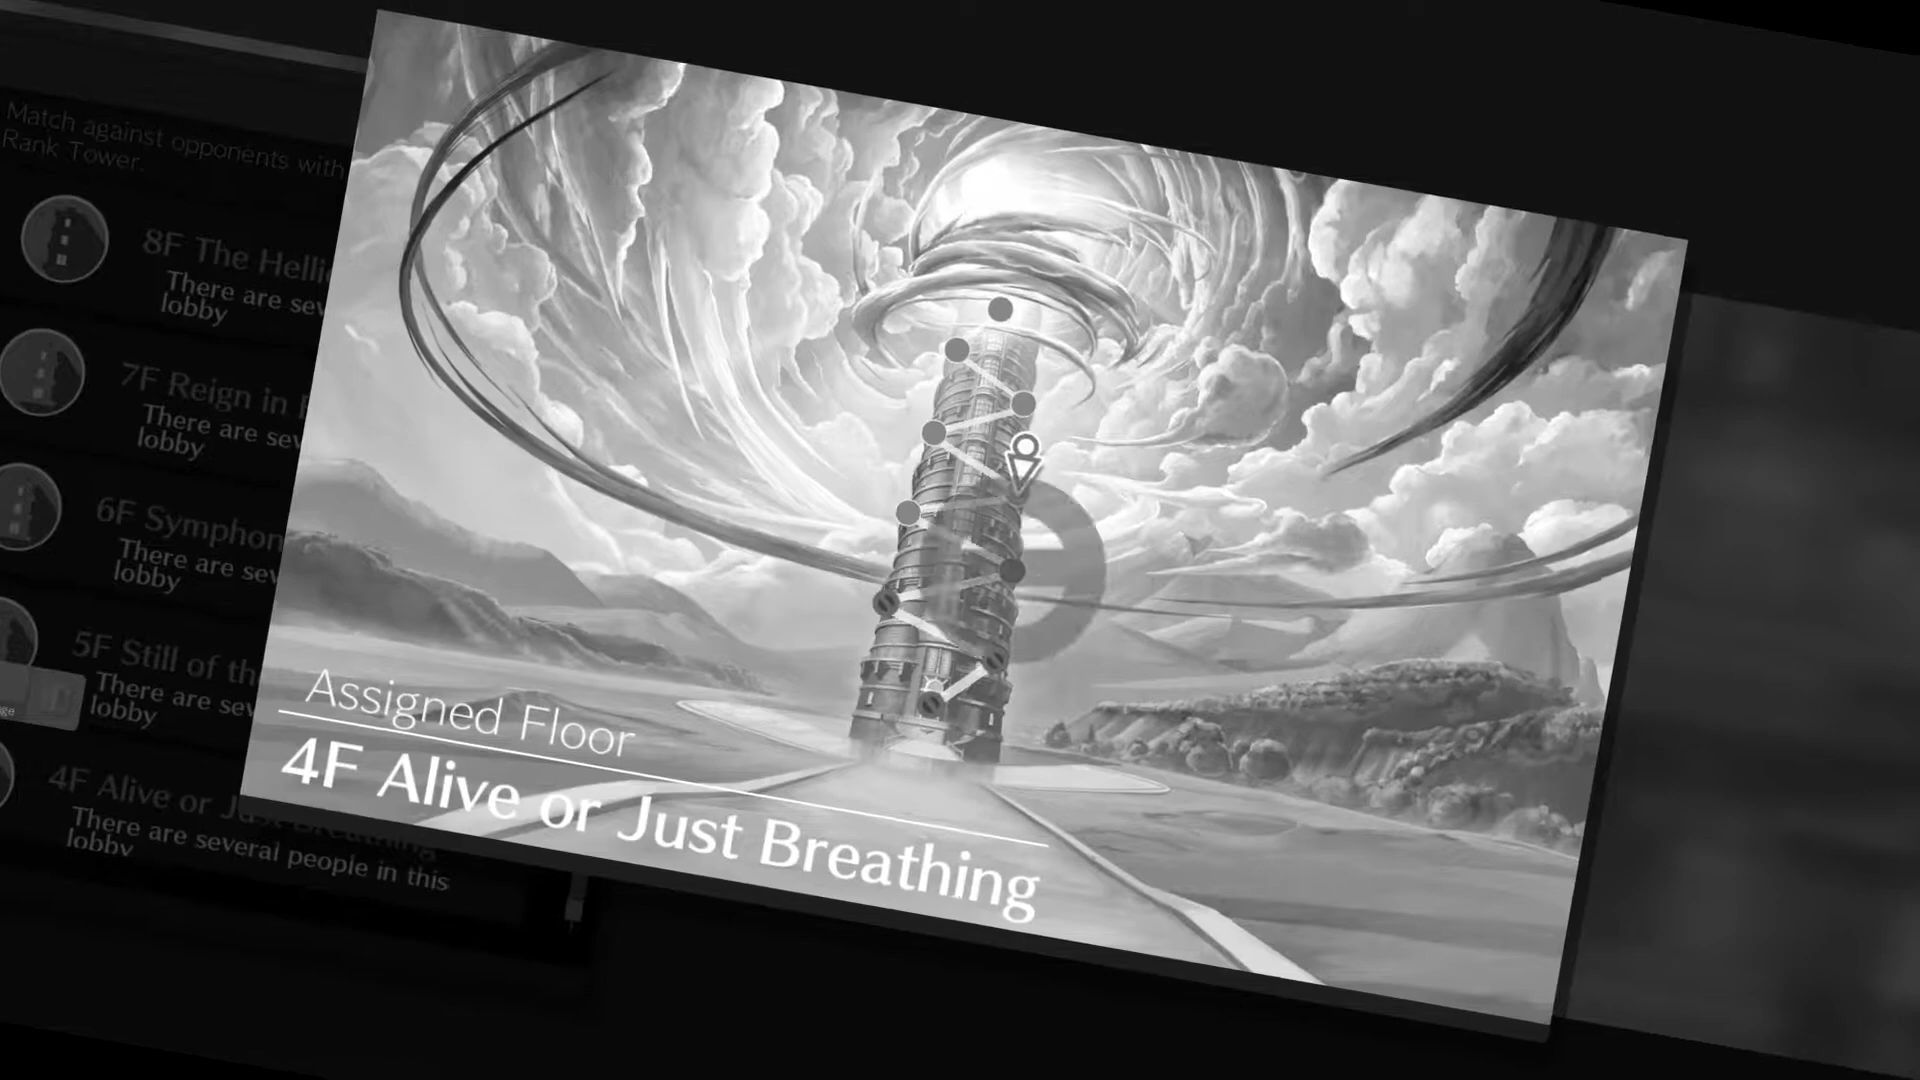 Match against opponents with
Rank Tower.
8F The Helli
There are sev
lobby
7F Reign in
There are sev
lobby
6F Symphon
There are sev
lobby
5F Still of th
There are sev
lobby
4F Alive or Just Breathing
There are several people in this
lobby
Assigned Floor
4F Alive or Just Breathing